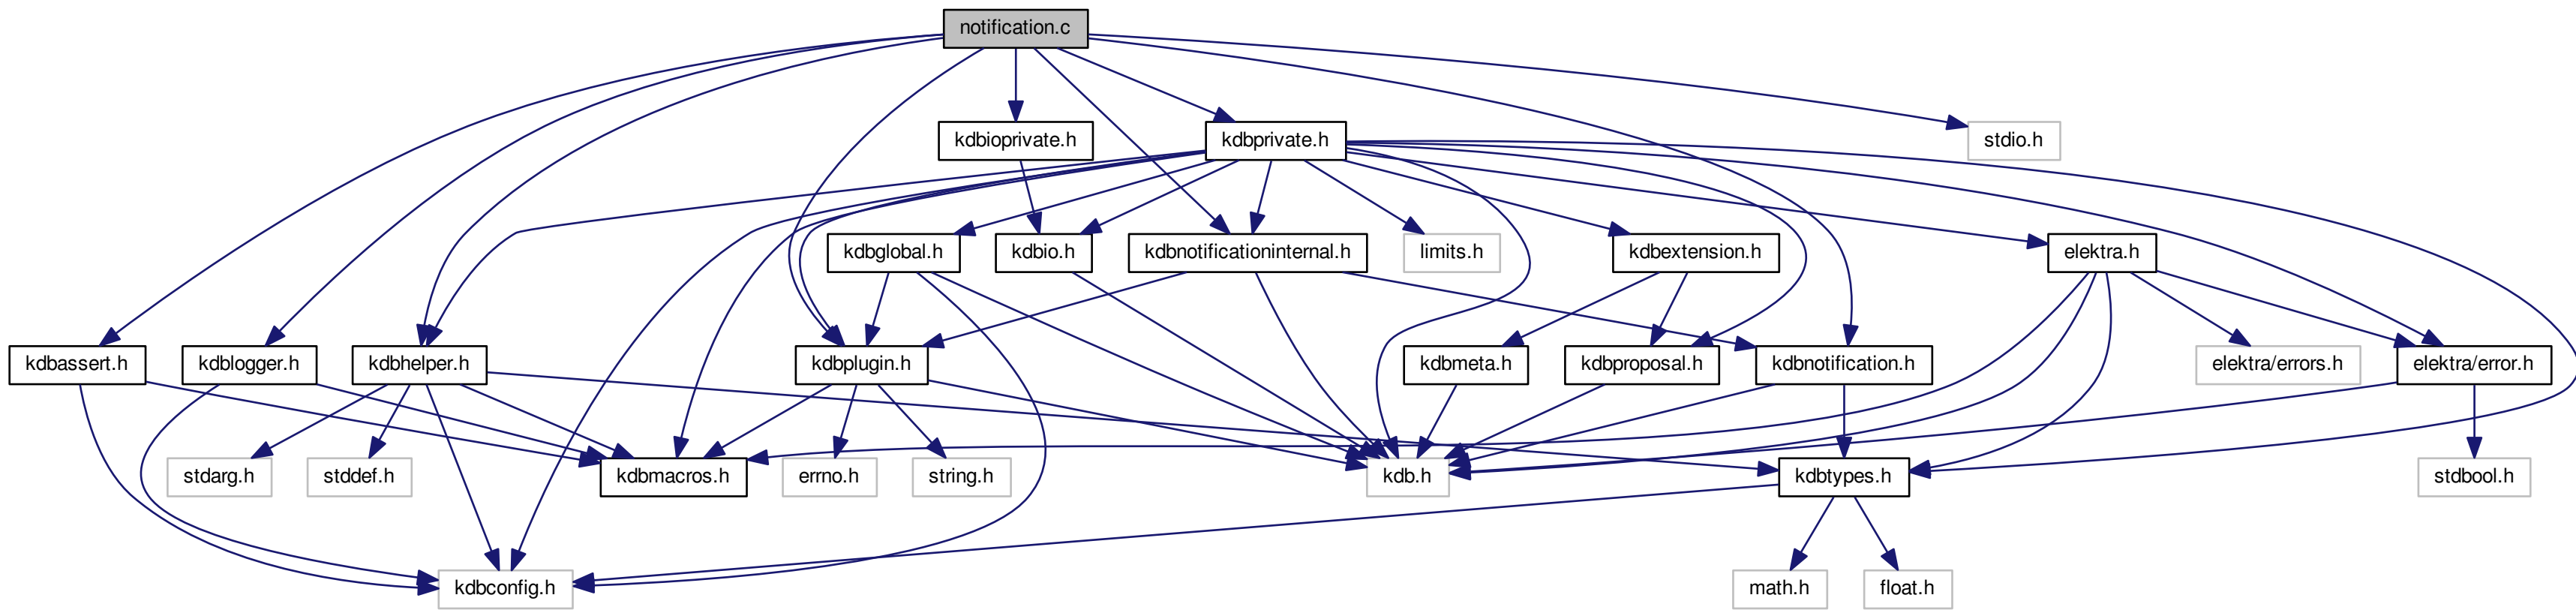 notification.c
kdbioprivate.h
kdbprivate.h
stdio.h
kdbglobal.h
kdbio.h
kdbnotificationinternal.h
limits.h
kdbextension.h
elektra.h
kdbassert.h
kdblogger.h
kdbhelper.h
kdbplugin.h
kdbmeta.h
kdbproposal.h
kdbnotification.h
elektra/errors.h
elektra/error.h
stdarg.h
stddef.h
kdbmacros.h
errno.h
string.h
kdb.h
kdbtypes.h
stdbool.h
kdbconfig.h
math.h
float.h